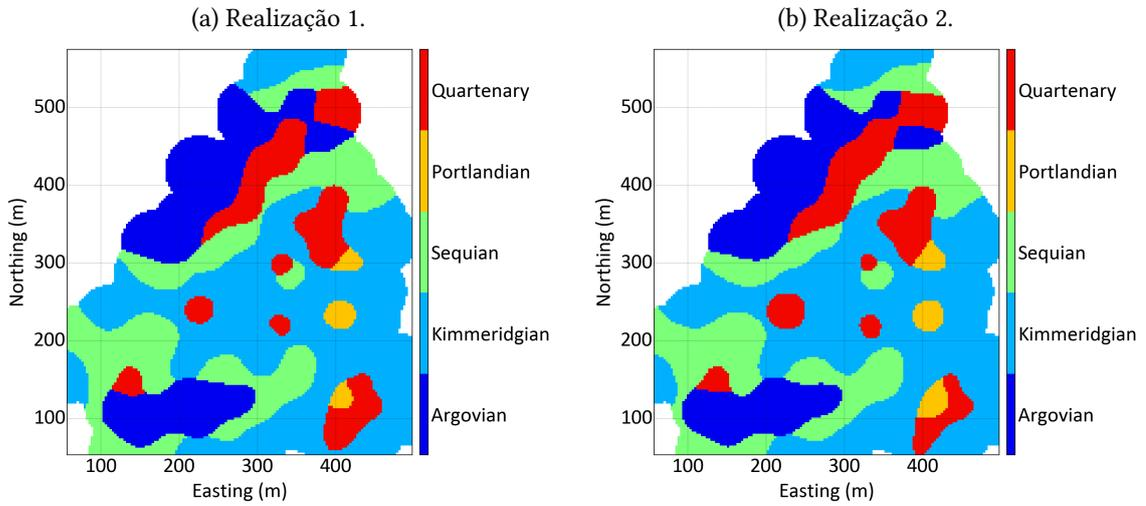 (a) Realização 1.
Quartenary
Portlandian
Sequian
Kimmeridgian
Argovian
500
400
300
200
100
Northing (m)
100 200 300 400
Easting (m)
(b) Realização 2.
Quartenary
Portlandian
Sequian
Kimmeridgian
Argovian
500
400
300
200
100
Northing (m)
100 200 300 400
Easting (m)